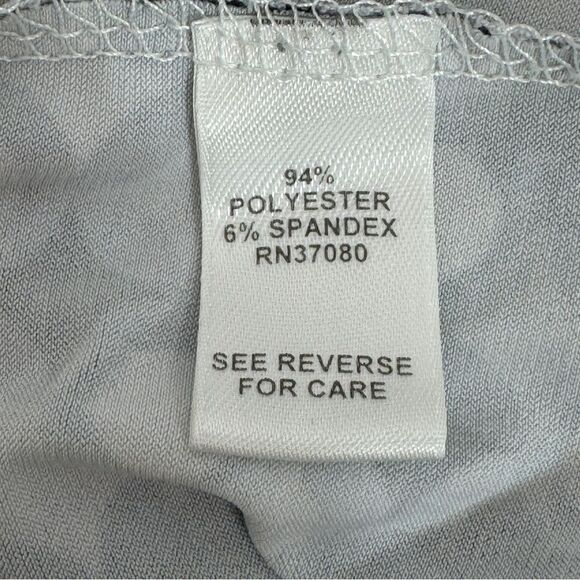 94%
POLYESTER
6% SPANDEX
RN37080
SEE REVERSE
FOR CARE